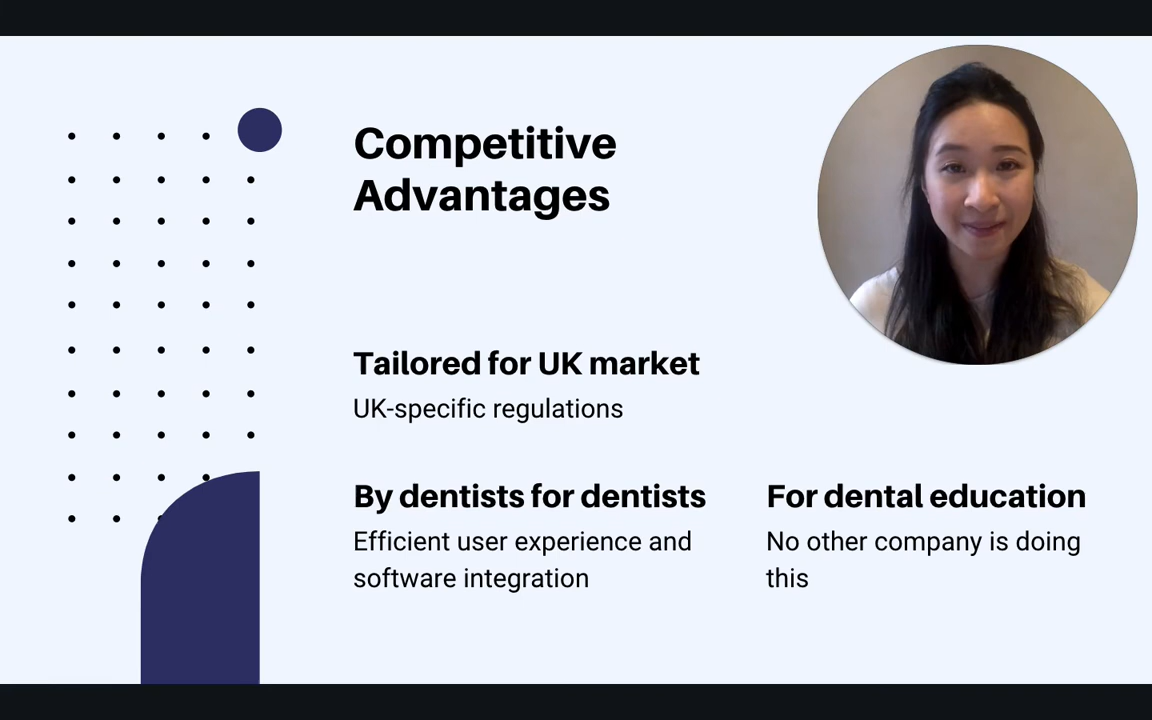 Competitive
Advantages
Tailored for UK market
UK-specific regulations
By dentists for dentists
Efficient user experience and
software integration
For dental education
No other company is doing
this